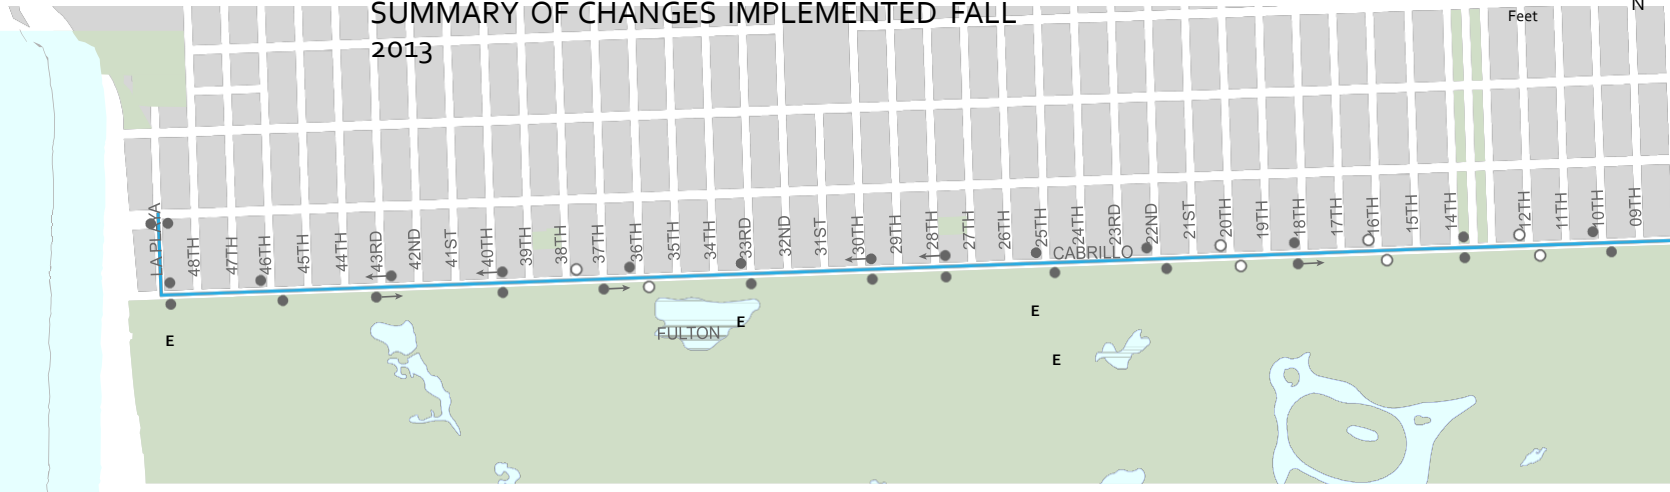 SUMMARY OF CHANGES IMPLEMENTED FALL
2013
Feet
N
LA PLAYA
48TH
47TH
46TH
45TH
44TH
43RD
42ND
41ST
40TH
39TH
38TH
37TH
36TH
35TH
34TH
33RD
32ND
31ST
30TH
29TH
28TH
27TH
26TH
25TH
24TH
23RD
22ND
21ST
20TH
19TH
18TH
17TH
16TH
15TH
14TH
12TH
11TH
10TH
09TH
CABRILLO
E
FULTON
E
E
E